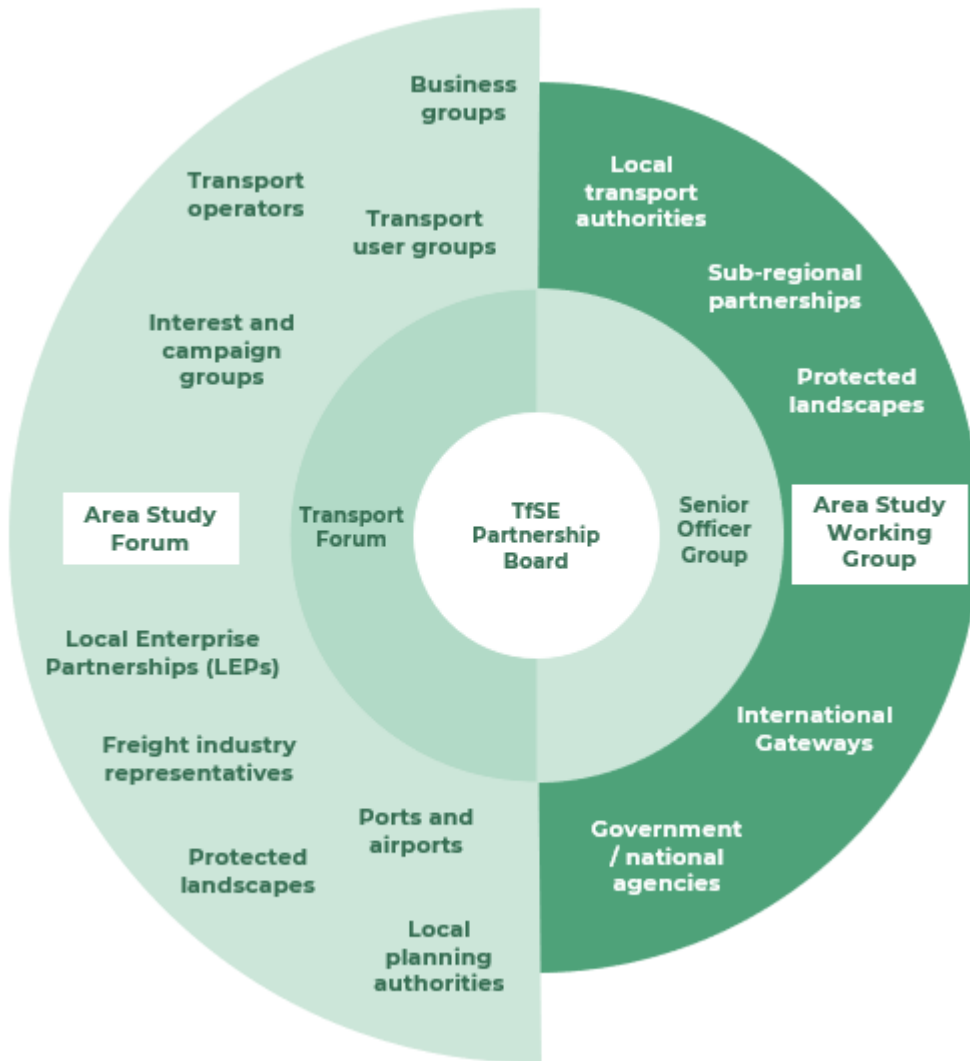 Business
groups
Transport
operators
Transport
user groups
Interest and
campaign
groups
Area Study
Forum
Local Enterprise
Partnerships (LEPs)
Freight industry
representatives
Ports and
airports
Protected
landscapes
Local
planning
authorities
Transport
Forum
TfSE
Partnership
Board
Senior
Officer
Group
Local
transport
authorities
Sub-regional
partnerships
Protected
landscapes
Area Study
Working
Group
International
Gateways
Government
/ national
agencies